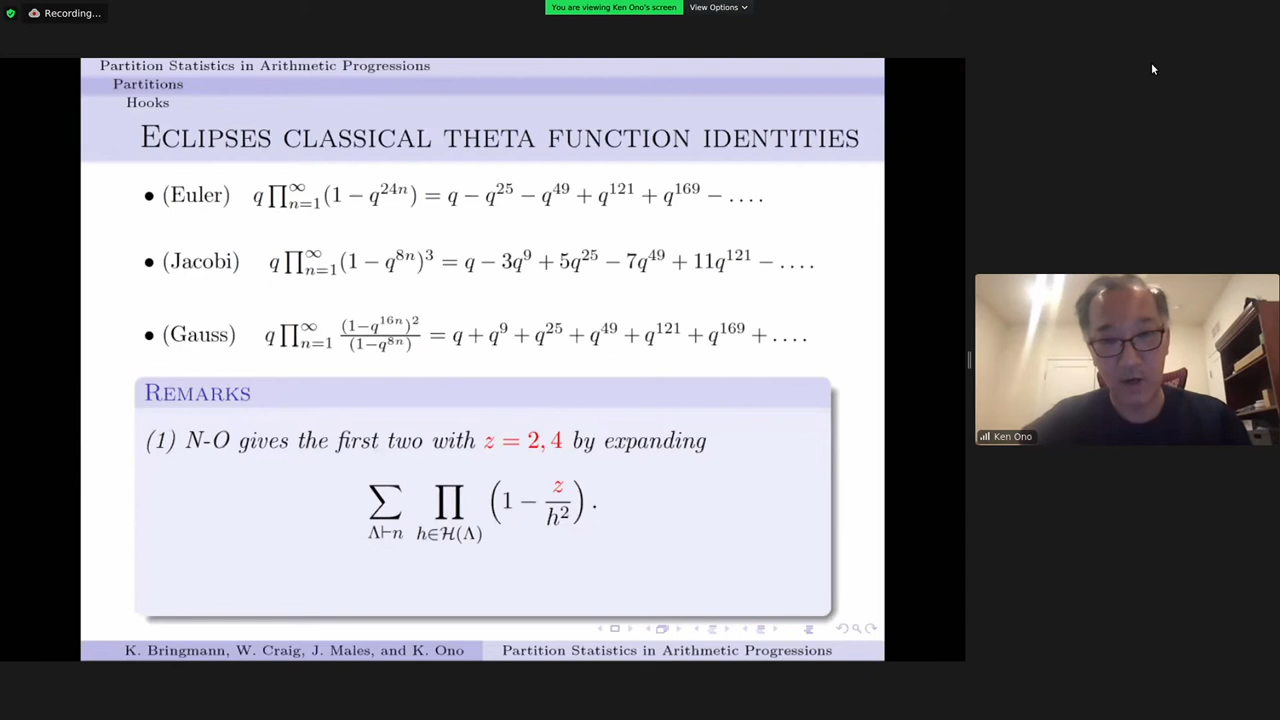 Recording...
You are viewing Ken Ono's screen
View Options
Partition Statistics in Arithmetic Progressions
Partitions
Hooks
Eclipses classical theta function identities
• (Euler) q∏_{n=1}^{∞}(1 − q^{24n}) = q − q^{25} − q^{49} + q^{121} + q^{169} − . . . .
• (Jacobi) q∏_{n=1}^{∞}(1 − q^{8n})^3 = q − 3q^9 + 5q^{25} − 7q^{49} + 11q^{121} − . . . .
• (Gauss) q∏_{n=1}^{∞} \frac{(1−q^{16n})^2}{(1−q^{8n})} = q + q^9 + q^{25} + q^{49} + q^{121} + q^{169} + . . . .
Remarks
(1) N-O gives the first two with z = 2, 4 by expanding
∑_{Λ⊢n} ∏_{h∈ℋ(Λ)} (1 − \frac{z}{h^2}) .
Ken Ono
K. Bringmann, W. Craig, J. Males, and K. Ono
Partition Statistics in Arithmetic Progressions